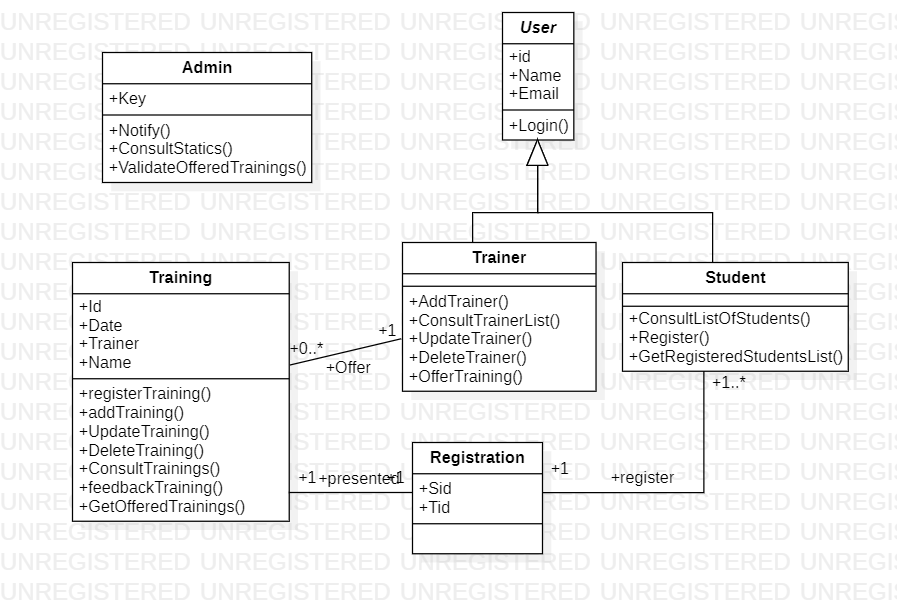 User
+id
+Name
+Email
+Login()
Admin
+Key
+Notify()
+ConsultStatics()
+ValidateOfferedTrainings()
Training
+Id
+Date
+Trainer
+Name
+registerTraining()
+addTraining()
+UpdateTraining()
+DeleteTraining()
+ConsultTrainings()
+feedbackTraining()
+GetOfferedTrainings()
+0..*
+Offer
+1
Trainer
+AddTrainer()
+ConsultTrainerList()
+UpdateTrainer()
+DeleteTrainer()
+OfferTraining()
Student
+ConsultListOfStudents()
+Register()
+GetRegisteredStudentsList()
+1..*
+register
+1
Registration
+Sid
+Tid
+1
+presented
+1
UNREGISTERED